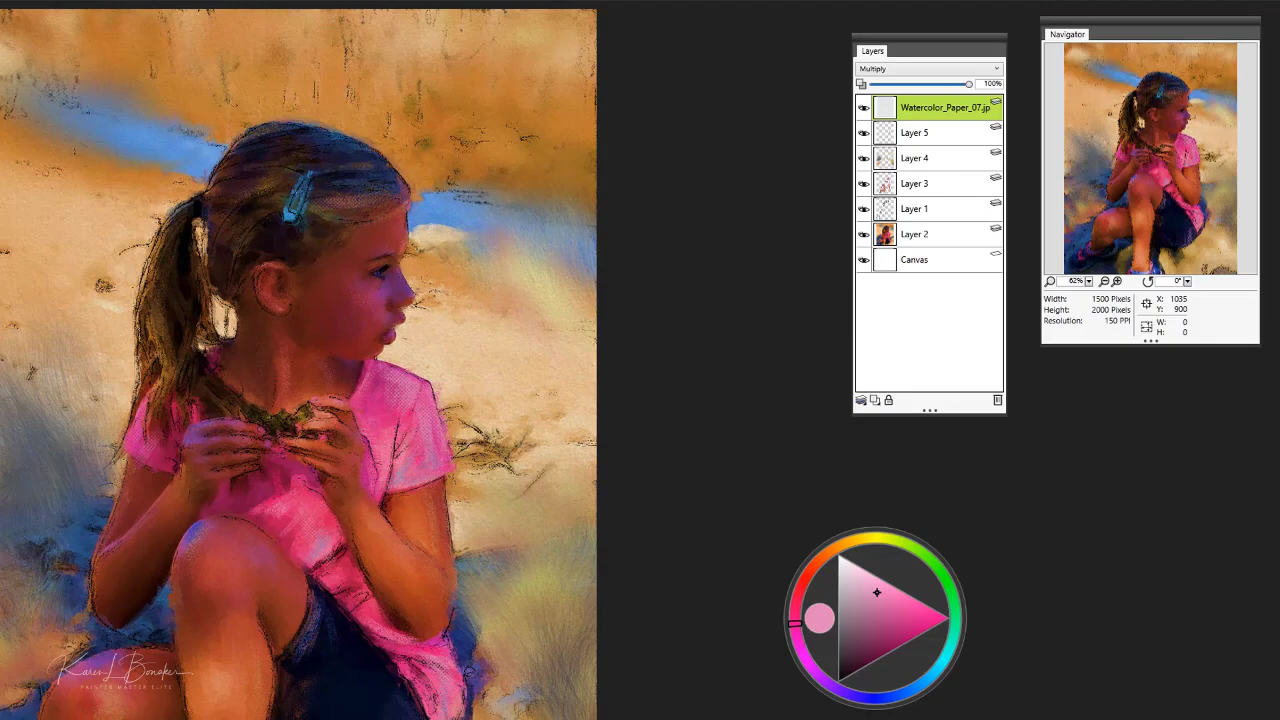 Karen L Bonaker
PAINTER MASTER ELITE
Layers
Multiply
100%
Watercolor_Paper_07.jp
Layer 5
Layer 4
Layer 3
Layer 1
Layer 2
Canvas
Navigator
62%
0°
Width: 1500 Pixels
Height: 2000 Pixels
Resolution: 150 PPI
X: 1035
Y: 900
W: 0
H: 0